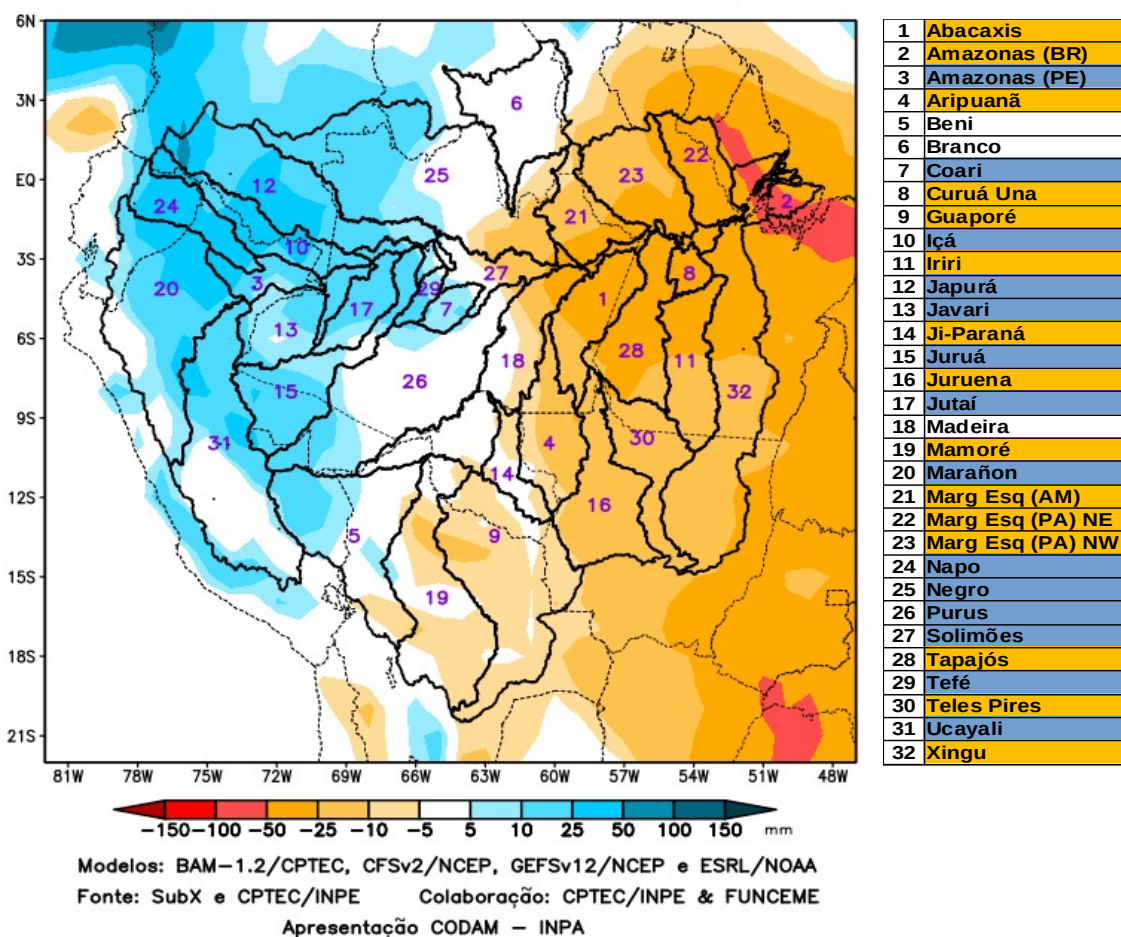 6N
3N
EQ
3S
6S
9S
12S
15S
18S
21S
81W 78W 75W 72W 69W 66W 63W 60W 57W 54W 51W 48W
6
25
12
24
10
23
22
2
21
3
20
27
29
7
17
13
8
1
28
11
18
26
15
32
31
30
4
14
16
5
9
19
-150 -100 -50 -25 -10 -5 5 10 25 50 100 150 mm
Modelos: BAM-1.2/CPTEC, CFSv2/NCEP, GEFSv12/NCEP e ESRL/NOAA
Fonte: SubX e CPTEC/INPE Colaboração: CPTEC/INPE & FUNCEME
Apresentação CODAM - INPA
1 Abacaxis
2 Amazonas (BR)
3 Amazonas (PE)
4 Aripuanã
5 Beni
6 Branco
7 Coari
8 Curuá Una
9 Guaporé
10 Içá
11 Iriri
12 Japurá
13 Javari
14 Ji-Paraná
15 Juruá
16 Juruena
17 Jutaí
18 Madeira
19 Mamoré
20 Marañon
21 Marg Esq (AM)
22 Marg Esq (PA) NE
23 Marg Esq (PA) NW
24 Napo
25 Negro
26 Purus
27 Solimões
28 Tapajós
29 Tefé
30 Teles Pires
31 Ucayali
32 Xingu